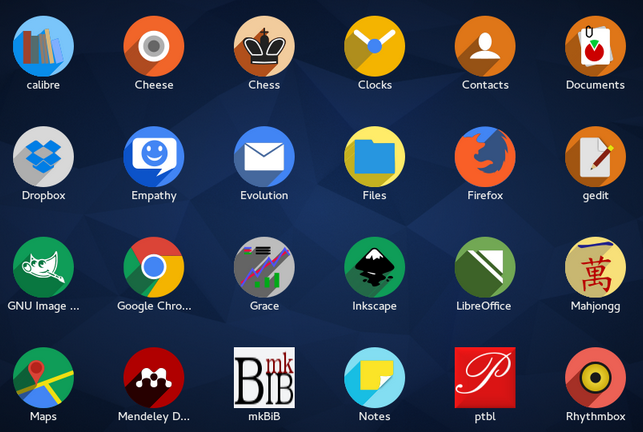 calibre
Cheese
Chess
Clocks
Contacts
Documents
Dropbox
Empathy
Evolution
Files
Firefox
gedit
萬
GNU Image ...
Google Chro...
Grace
Inkscape
LibreOffice
Mahjongg
mk
BIB
P
Maps
Mendeley D...
mkBiB
Notes
ptbl
Rhythmbox